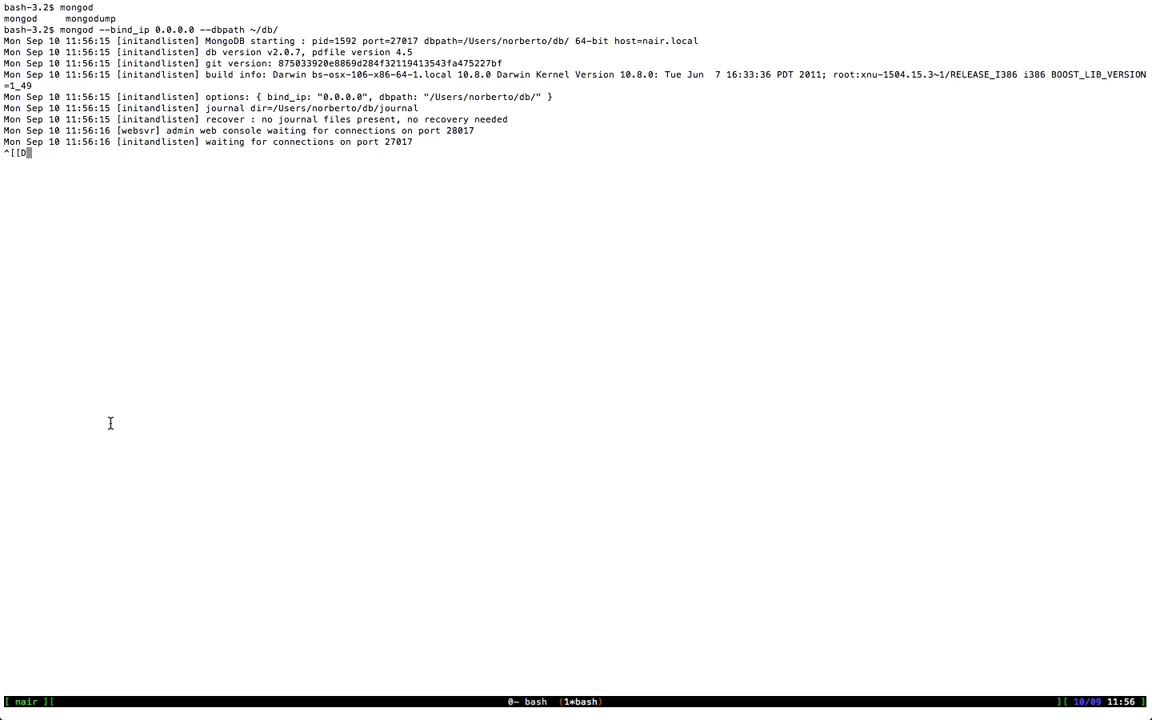 bash-3.2$ mongod
mongod     mongodump
bash-3.2$ mongod --bind_ip 0.0.0.0 --dbpath ~/db/
Mon Sep 10 11:56:15 [initandlisten] MongoDB starting : pid=1592 port=27017 dbpath=/Users/norberto/db/ 64-bit host=nair.local
Mon Sep 10 11:56:15 [initandlisten] db version v2.0.7, pdfile version 4.5
Mon Sep 10 11:56:15 [initandlisten] git version: 875033920e8869d284f32119413543fa475227bf
Mon Sep 10 11:56:15 [initandlisten] build info: Darwin bs-osx-106-x86-64-1.local 10.8.0 Darwin Kernel Version 10.8.0: Tue Jun  7 16:33:36 PDT 2011; root:xnu-1504.15.3~1/RELEASE_I386 i386 BOOST_LIB_VERSION
=1_49
Mon Sep 10 11:56:15 [initandlisten] options: { bind_ip: "0.0.0.0", dbpath: "/Users/norberto/db/" }
Mon Sep 10 11:56:15 [initandlisten] journal dir=/Users/norberto/db/journal
Mon Sep 10 11:56:15 [initandlisten] recover : no journal files present, no recovery needed
Mon Sep 10 11:56:16 [websvr] admin web console waiting for connections on port 28017
Mon Sep 10 11:56:16 [initandlisten] waiting for connections on port 27017
^[[D
[ nair ][ 0- bash  (1*bash) ][ 10/09 11:56 ]